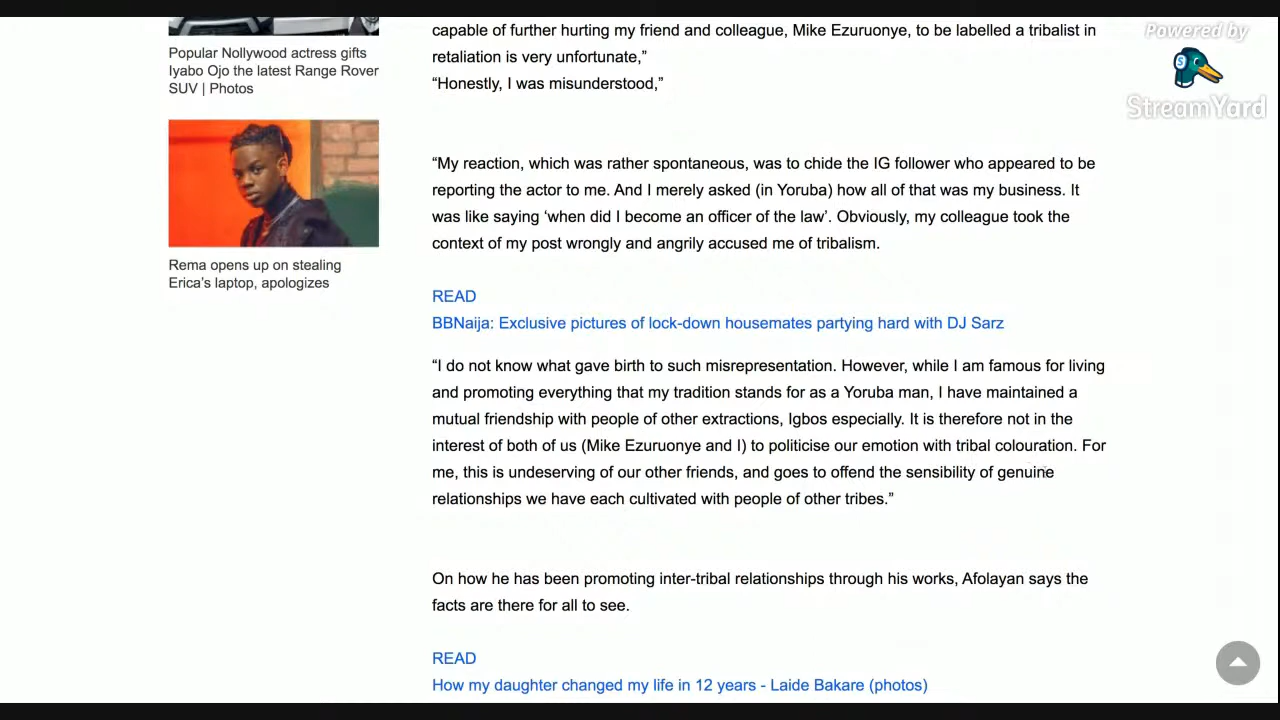 Popular Nollywood actress gifts
Iyabo Ojo the latest Range Rover
SUV | Photos
Rema opens up on stealing
Erica’s laptop, apologizes
capable of further hurting my friend and colleague, Mike Ezuruonye, to be labelled a tribalist in
retaliation is very unfortunate,”
“Honestly, I was misunderstood,”
“My reaction, which was rather spontaneous, was to chide the IG follower who appeared to be
reporting the actor to me. And I merely asked (in Yoruba) how all of that was my business. It
was like saying ‘when did I become an officer of the law’. Obviously, my colleague took the
context of my post wrongly and angrily accused me of tribalism.
READ
BBNaija: Exclusive pictures of lock-down housemates partying hard with DJ Sarz
“I do not know what gave birth to such misrepresentation. However, while I am famous for living
and promoting everything that my tradition stands for as a Yoruba man, I have maintained a
mutual friendship with people of other extractions, Igbos especially. It is therefore not in the
interest of both of us (Mike Ezuruonye and I) to politicise our emotion with tribal colouration. For
me, this is undeserving of our other friends, and goes to offend the sensibility of genuine
relationships we have each cultivated with people of other tribes.”
On how he has been promoting inter-tribal relationships through his works, Afolayan says the
facts are there for all to see.
READ
How my daughter changed my life in 12 years - Laide Bakare (photos)
Powered by
S
StreamYard